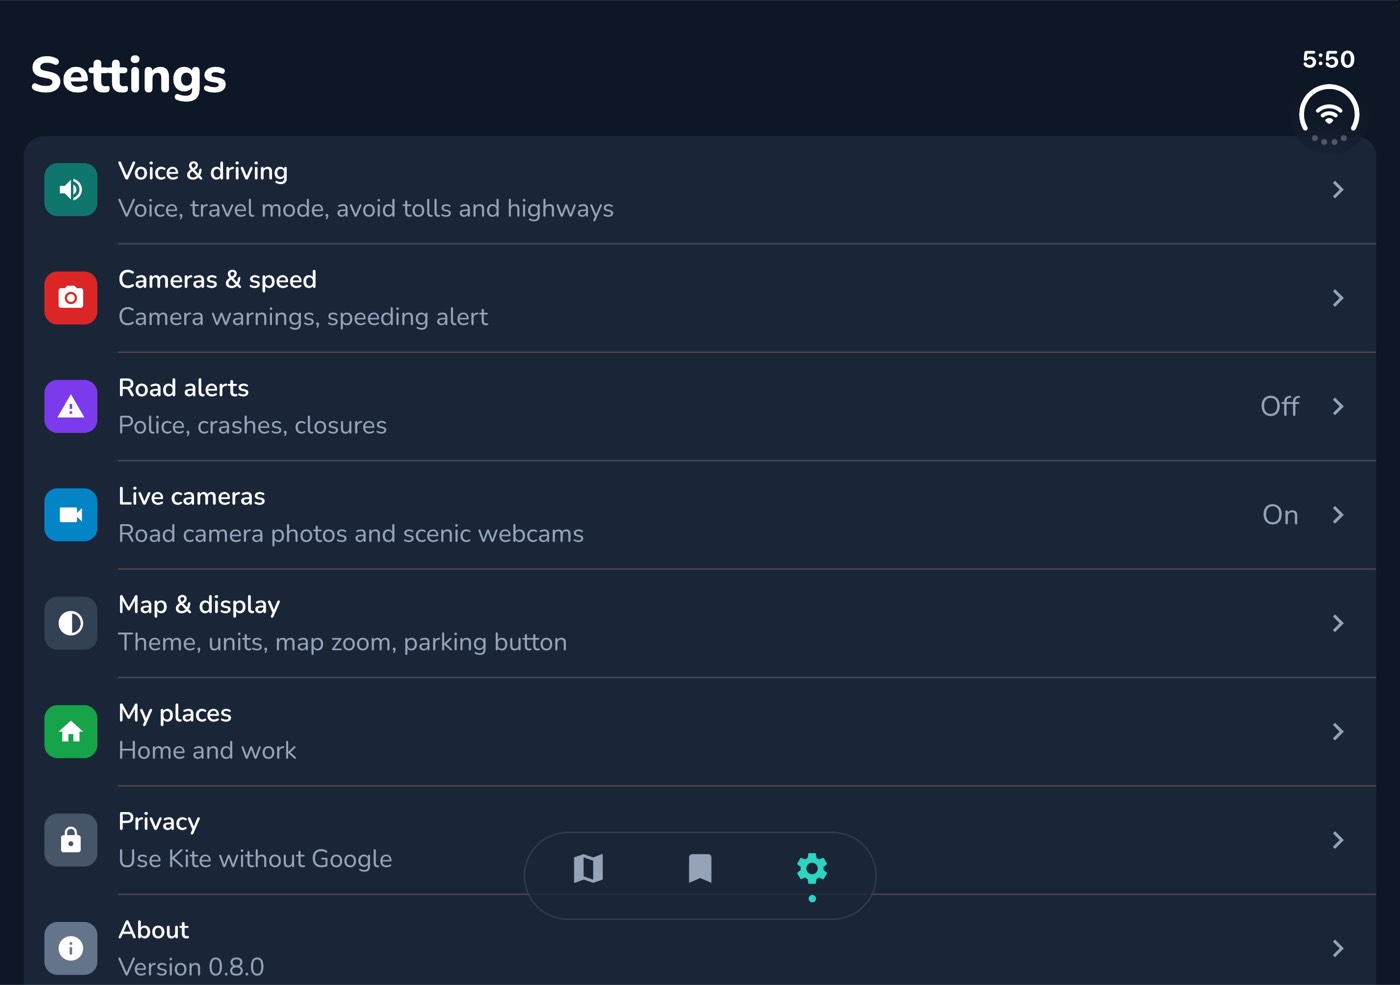 Settings
5:50
Voice & driving
Voice, travel mode, avoid tolls and highways
Cameras & speed
Camera warnings, speeding alert
Road alerts
Police, crashes, closures
Off
Live cameras
Road camera photos and scenic webcams
On
Map & display
Theme, units, map zoom, parking button
My places
Home and work
Privacy
Use Kite without Google
About
Version 0.8.0